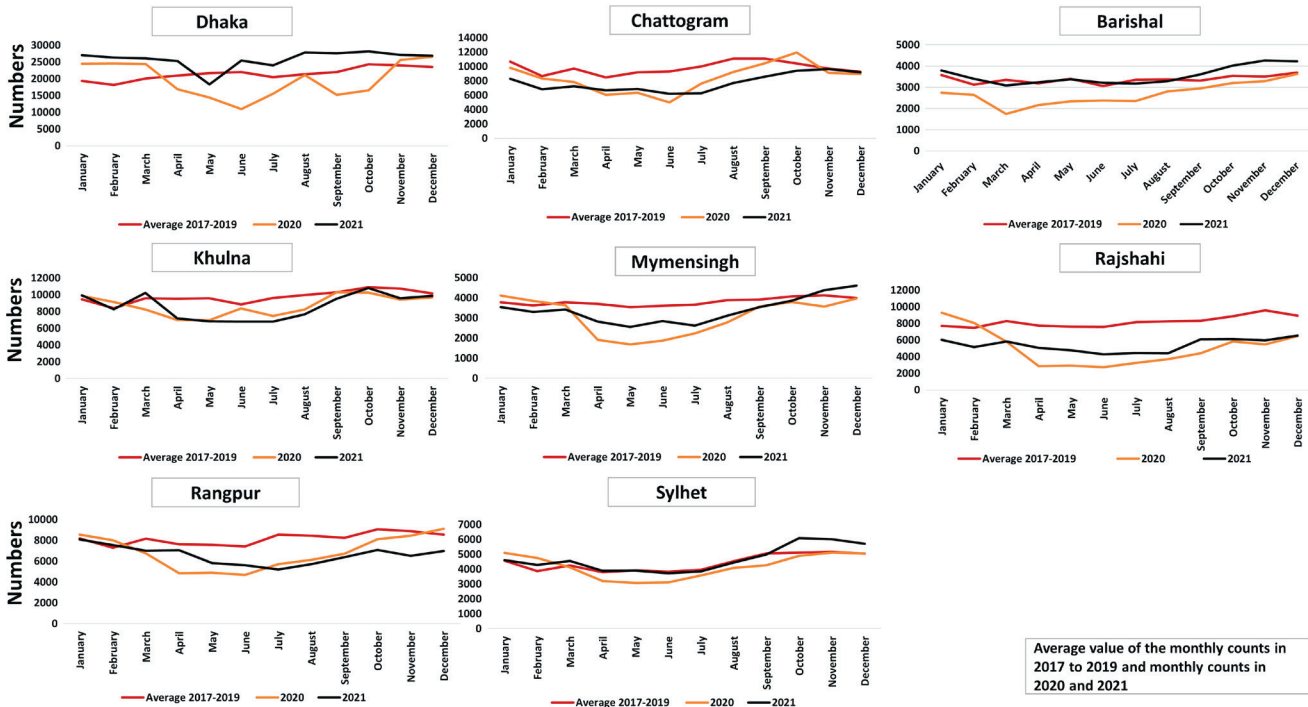 Dhaka
Numbers
30000
25000
20000
15000
10000
5000
0
January
February
March
April
May
June
July
August
September
October
November
December
Average 2017-2019 2020 2021
Chattogram
14000
12000
10000
8000
6000
4000
2000
0
January
February
March
April
May
June
July
August
September
October
November
December
Average 2017-2019 2020 2021
Barishal
5000
4000
3000
2000
1000
0
January
February
March
April
May
June
July
August
September
October
November
December
Average 2017-2019 2020 2021
Khulna
Numbers
12000
10000
8000
6000
4000
2000
0
January
February
March
April
May
June
July
August
September
October
November
December
Average 2017-2019 2020 2021
Mymensingh
5000
4000
3000
2000
1000
0
January
February
March
April
May
June
July
August
September
October
November
December
Average 2017-2019 2020 2021
Rajshahi
12000
10000
8000
6000
4000
2000
0
January
February
March
April
May
June
July
August
September
October
November
December
Average 2017-2019 2020 2021
Rangpur
Numbers
10000
8000
6000
4000
2000
0
January
February
March
April
May
June
July
August
September
October
November
December
Average 2017-2019 2020 2021
Sylhet
7000
6000
5000
4000
3000
2000
1000
0
January
February
March
April
May
June
July
August
September
October
November
December
Average 2017-2019 2020 2021
Average value of the monthly counts in
2017 to 2019 and monthly counts in
2020 and 2021